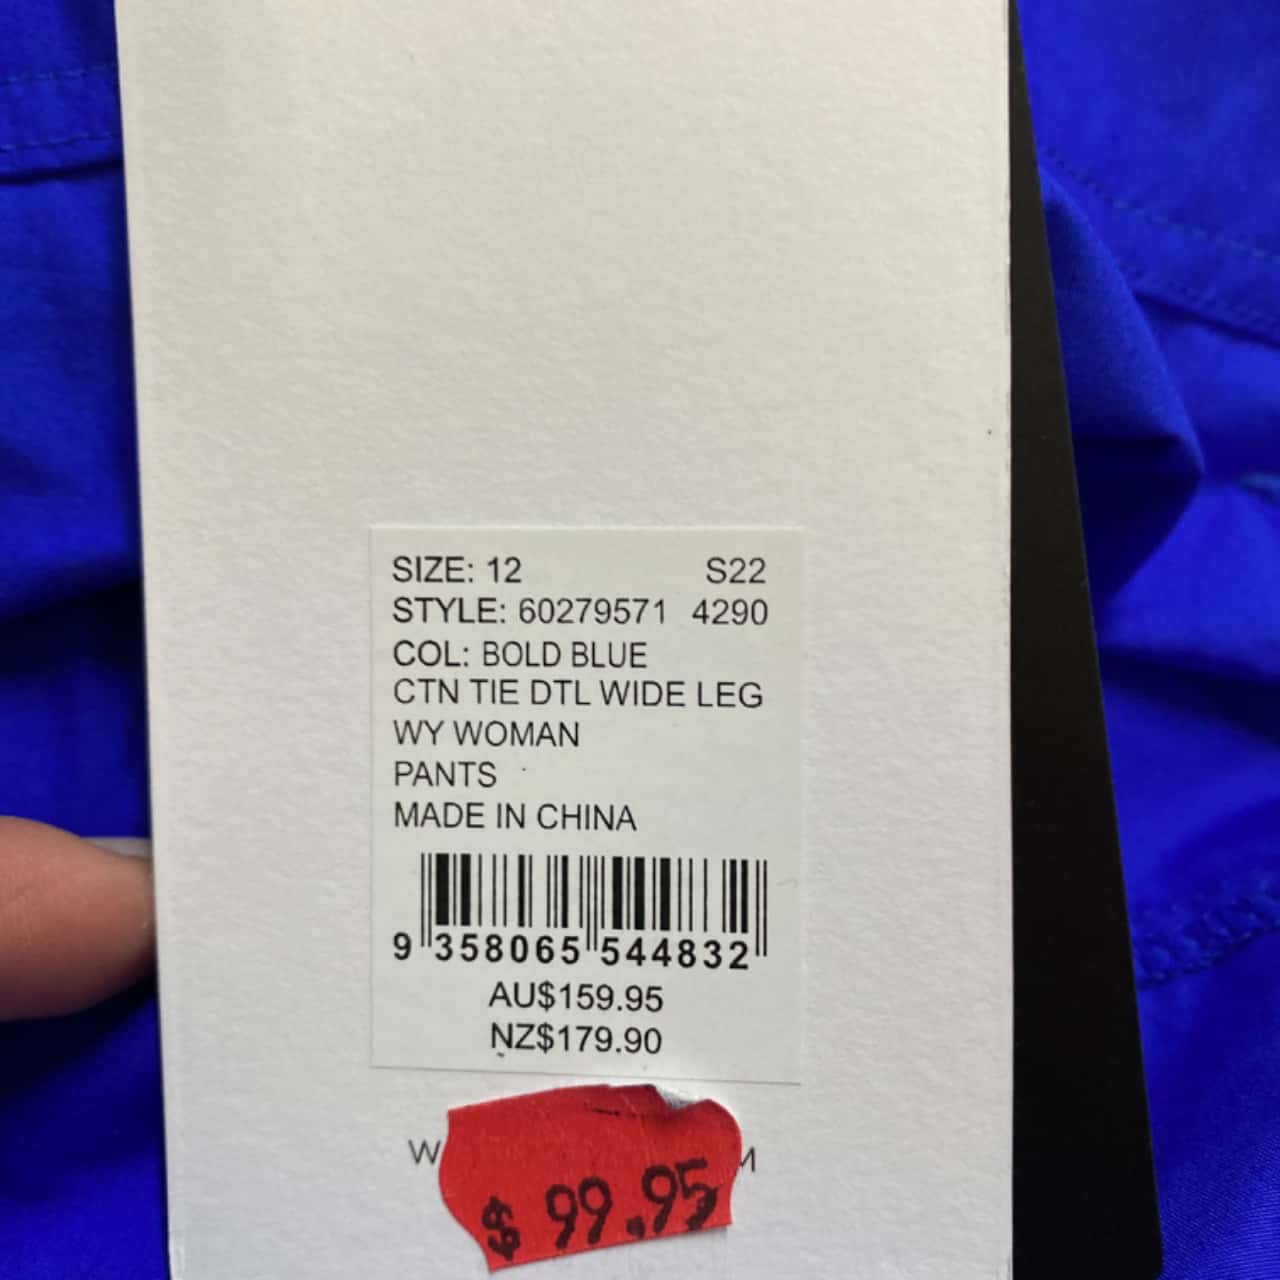 SIZE: 12 S22
STYLE: 60279571 4290
COL: BOLD BLUE
CTN TIE DTL WIDE LEG
WY WOMAN
PANTS
MADE IN CHINA
9 358065 544832
AU$159.95
NZ$179.90
$ 99.95